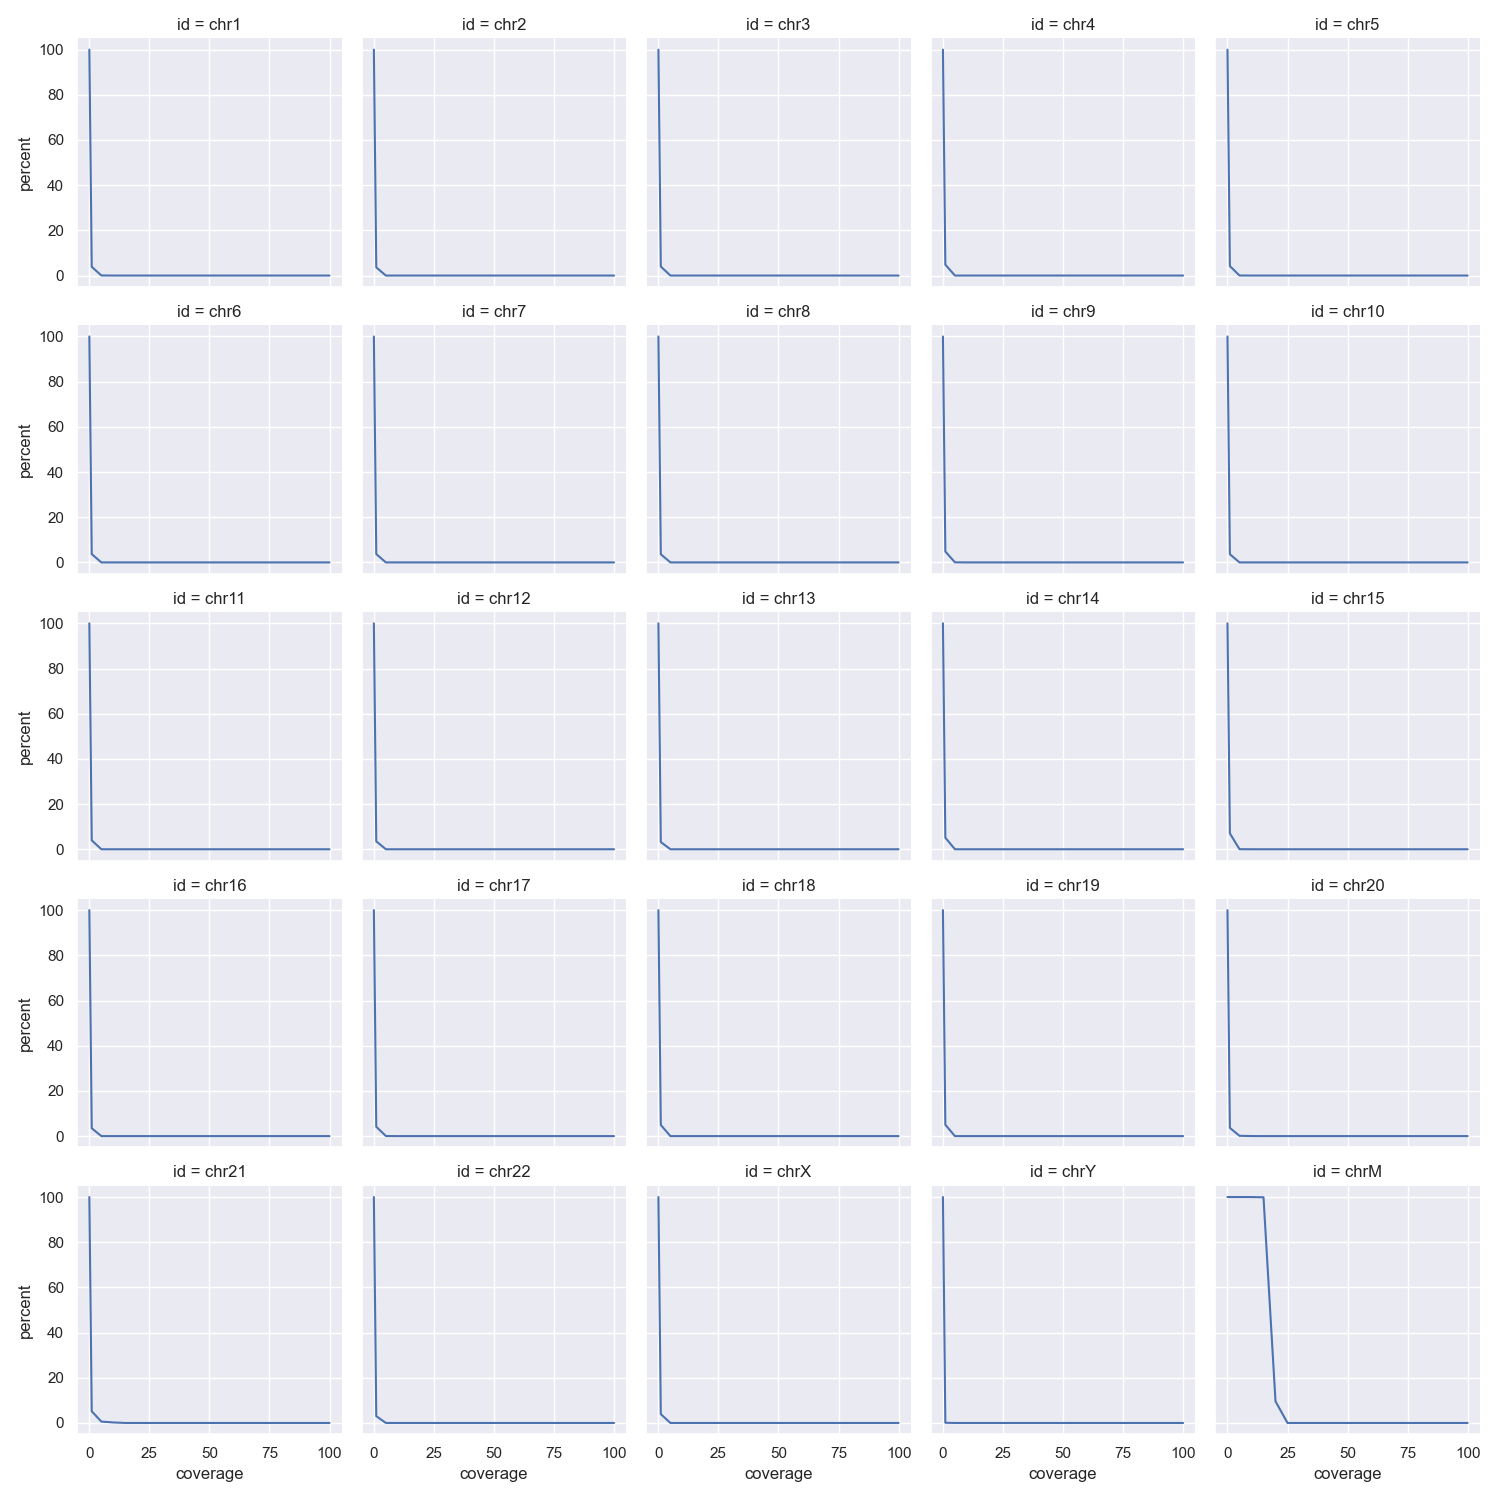 id = chr1
id = chr2
id = chr3
id = chr4
id = chr5
percent
100
80
60
40
20
0
id = chr6
id = chr7
id = chr8
id = chr9
id = chr10
percent
100
80
60
40
20
0
id = chr11
id = chr12
id = chr13
id = chr14
id = chr15
percent
100
80
60
40
20
0
id = chr16
id = chr17
id = chr18
id = chr19
id = chr20
percent
100
80
60
40
20
0
id = chr21
id = chr22
id = chrX
id = chrY
id = chrM
percent
100
80
60
40
20
0
0 25 50 75 100
0 25 50 75 100
0 25 50 75 100
0 25 50 75 100
0 25 50 75 100
coverage
coverage
coverage
coverage
coverage